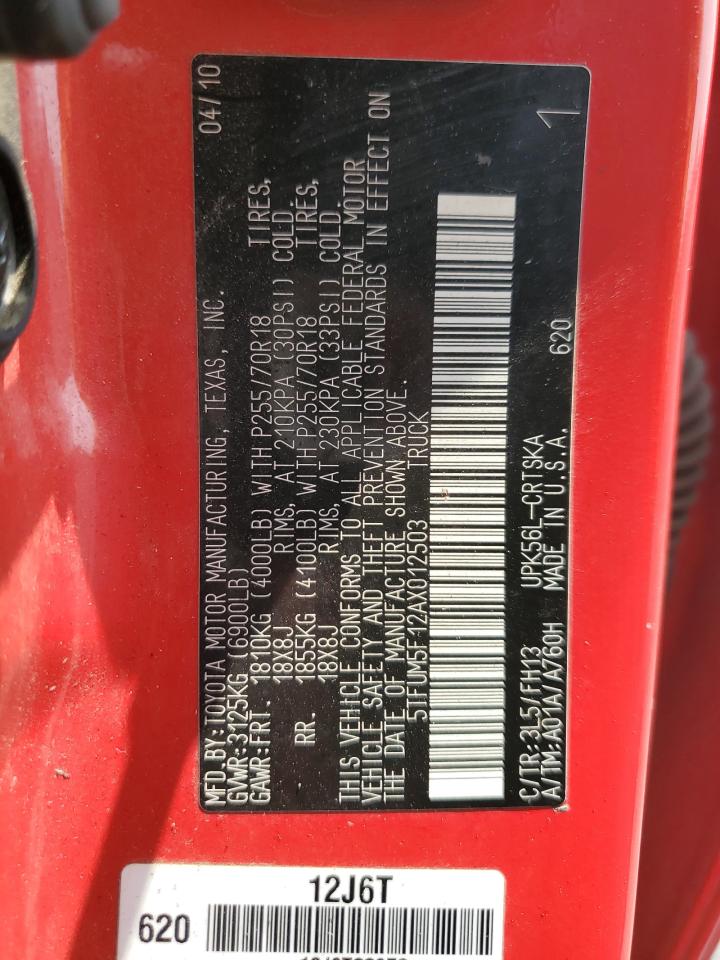 MFD.BY:TOYOTA MOTOR MANUFACTURING, TEXAS, INC. 04/10
GVWR:3125KG (6900LB)
GAWR:FRT. 1810KG (4000LB) WITH P255/70R18 TIRES,
18X8J RIMS, AT 210KPA (30PSI) COLD.
RR. 1855KG (4100LB) WITH P255/70R18 TIRES,
18X8J RIMS, AT 230KPA (33PSI) COLD.
THIS VEHICLE CONFORMS TO ALL APPLICABLE FEDERAL MOTOR
VEHICLE SAFETY AND THEFT PREVENTION STANDARDS IN EFFECT ON
THE DATE OF MANUFACTURE SHOWN ABOVE.
5TFUM5F12AX012503 TRUCK
C/TR:3L5/FH13 UPK56L-CRTSKA 620
A/TM:A01A/A760H MADE IN U.S.A. 1
12J6T
620